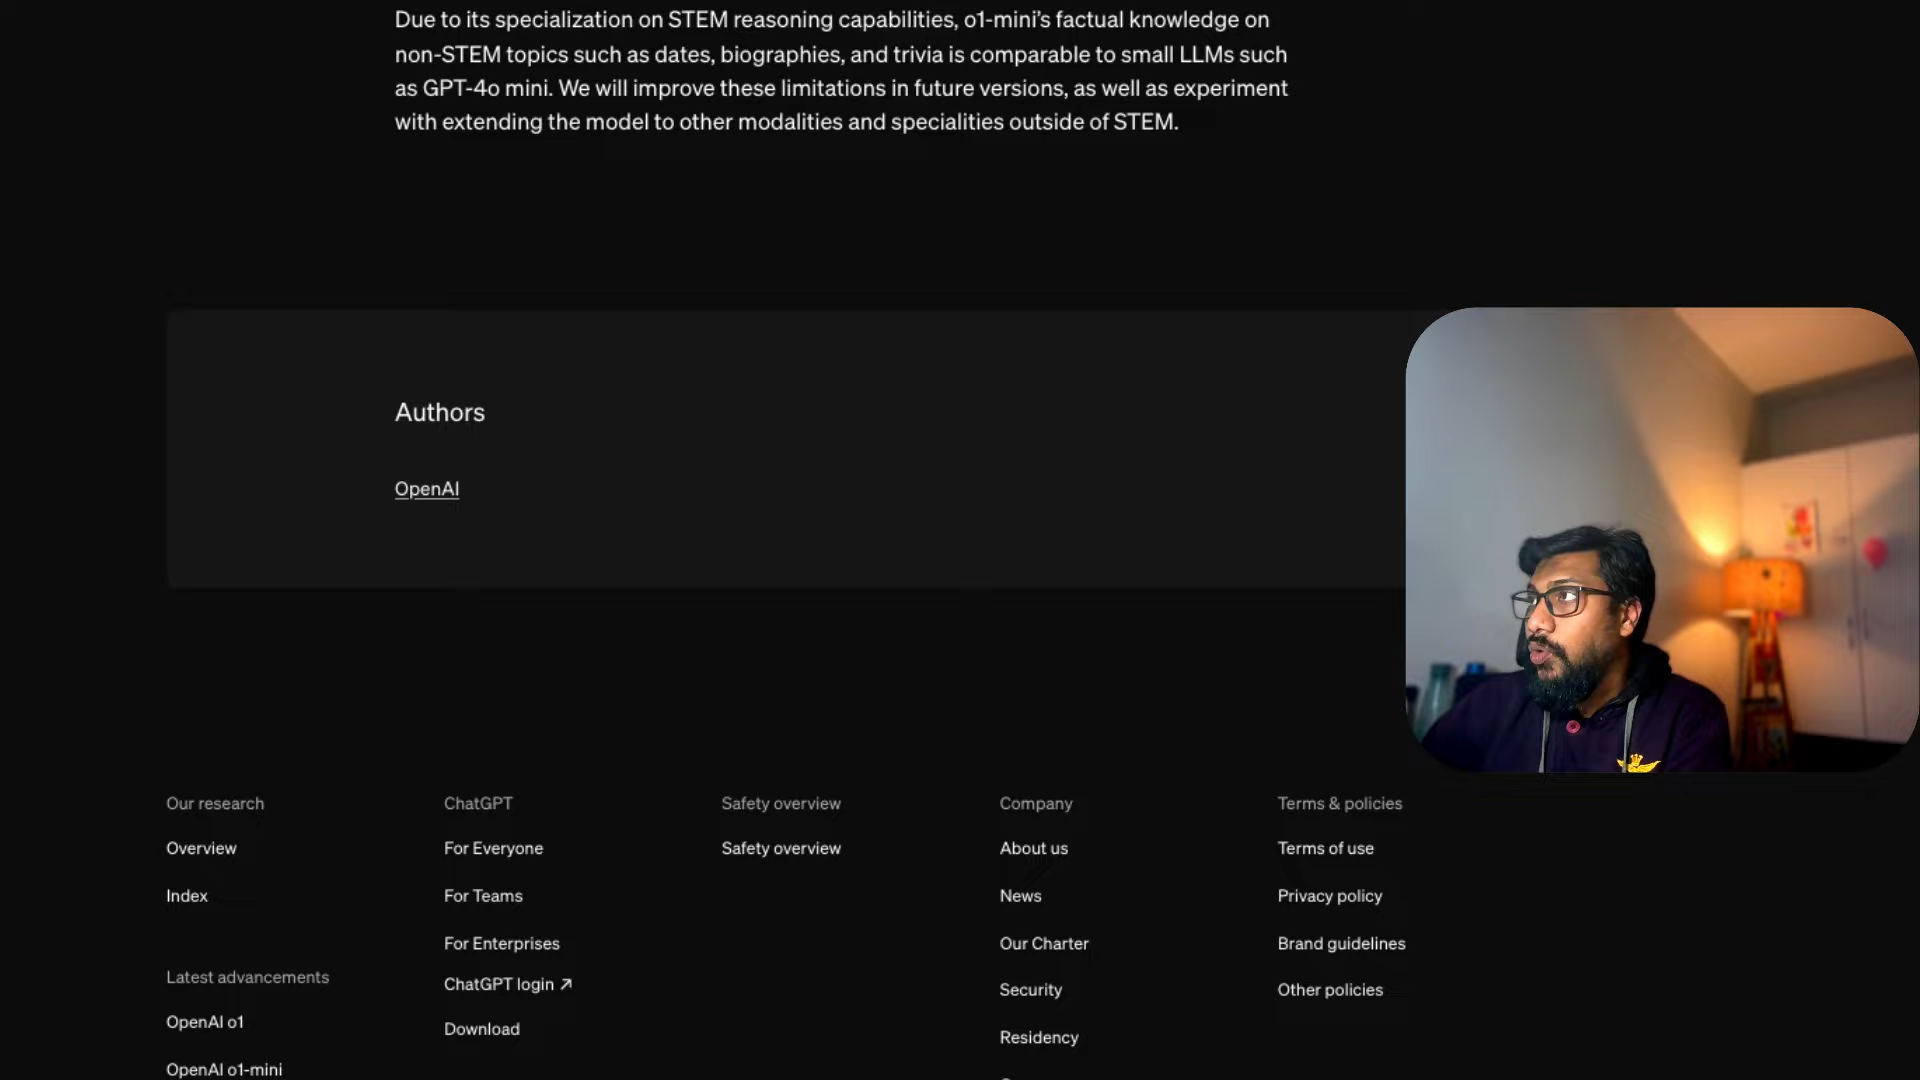 Due to its specialization on STEM reasoning capabilities, o1-mini’s factual knowledge on
non-STEM topics such as dates, biographies, and trivia is comparable to small LLMs such
as GPT-4o mini. We will improve these limitations in future versions, as well as experiment
with extending the model to other modalities and specialities outside of STEM.
Authors
OpenAI
Our research
Overview
Index
Latest advancements
OpenAI o1
OpenAI o1-mini
ChatGPT
For Everyone
For Teams
For Enterprises
ChatGPT login ↗
Download
Safety overview
Safety overview
Company
About us
News
Our Charter
Security
Residency
Terms & policies
Terms of use
Privacy policy
Brand guidelines
Other policies